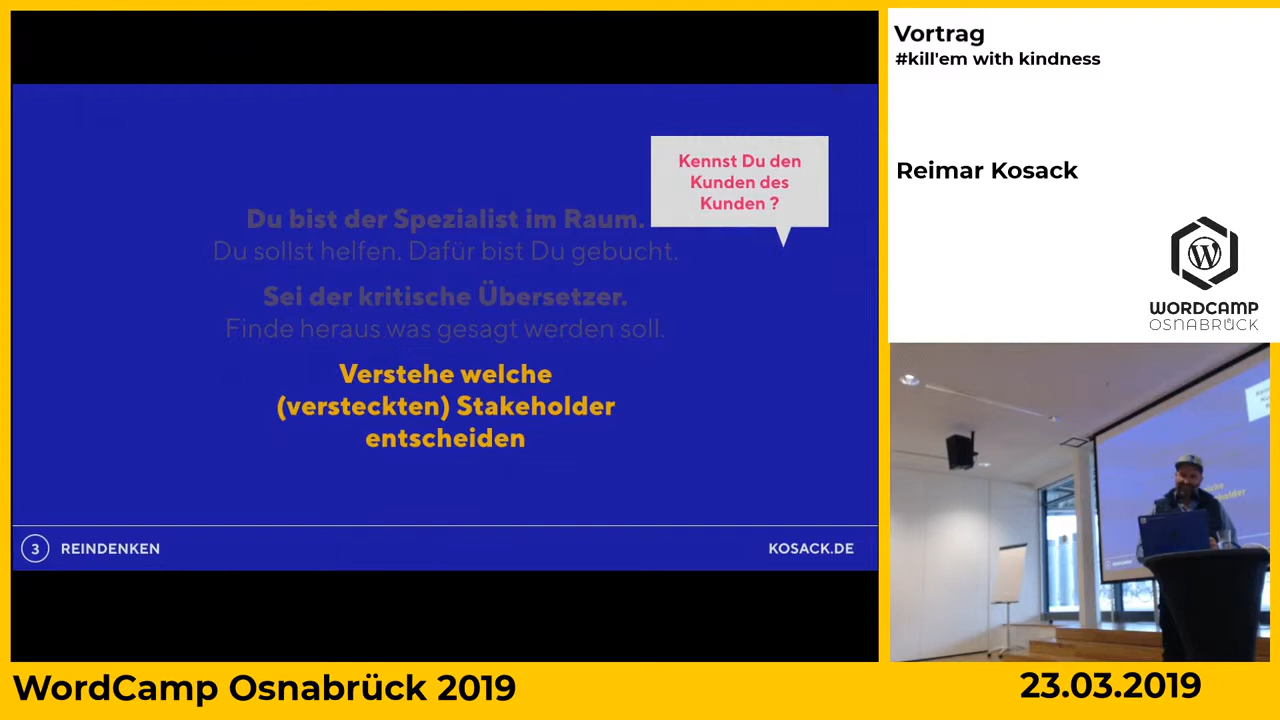 Kennst Du den
Kunden des
Kunden ?
Du bist der Spezialist im Raum.
Du sollst helfen. Dafür bist Du gebucht.
Sei der kritische Übersetzer.
Finde heraus was gesagt werden soll.
Verstehe welche
(versteckten) Stakeholder
entscheiden
3 REINDENKEN
KOSACK.DE
Vortrag
#kill'em with kindness
Reimar Kosack
WORDCAMP
OSNABRÜCK
WordCamp Osnabrück 2019
23.03.2019